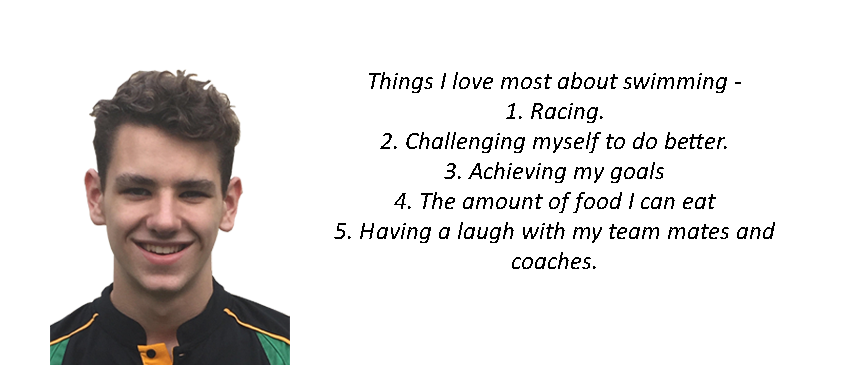 Things I love most about swimming -
1. Racing.
2. Challenging myself to do better.
3. Achieving my goals
4. The amount of food I can eat
5. Having a laugh with my team mates and
coaches.